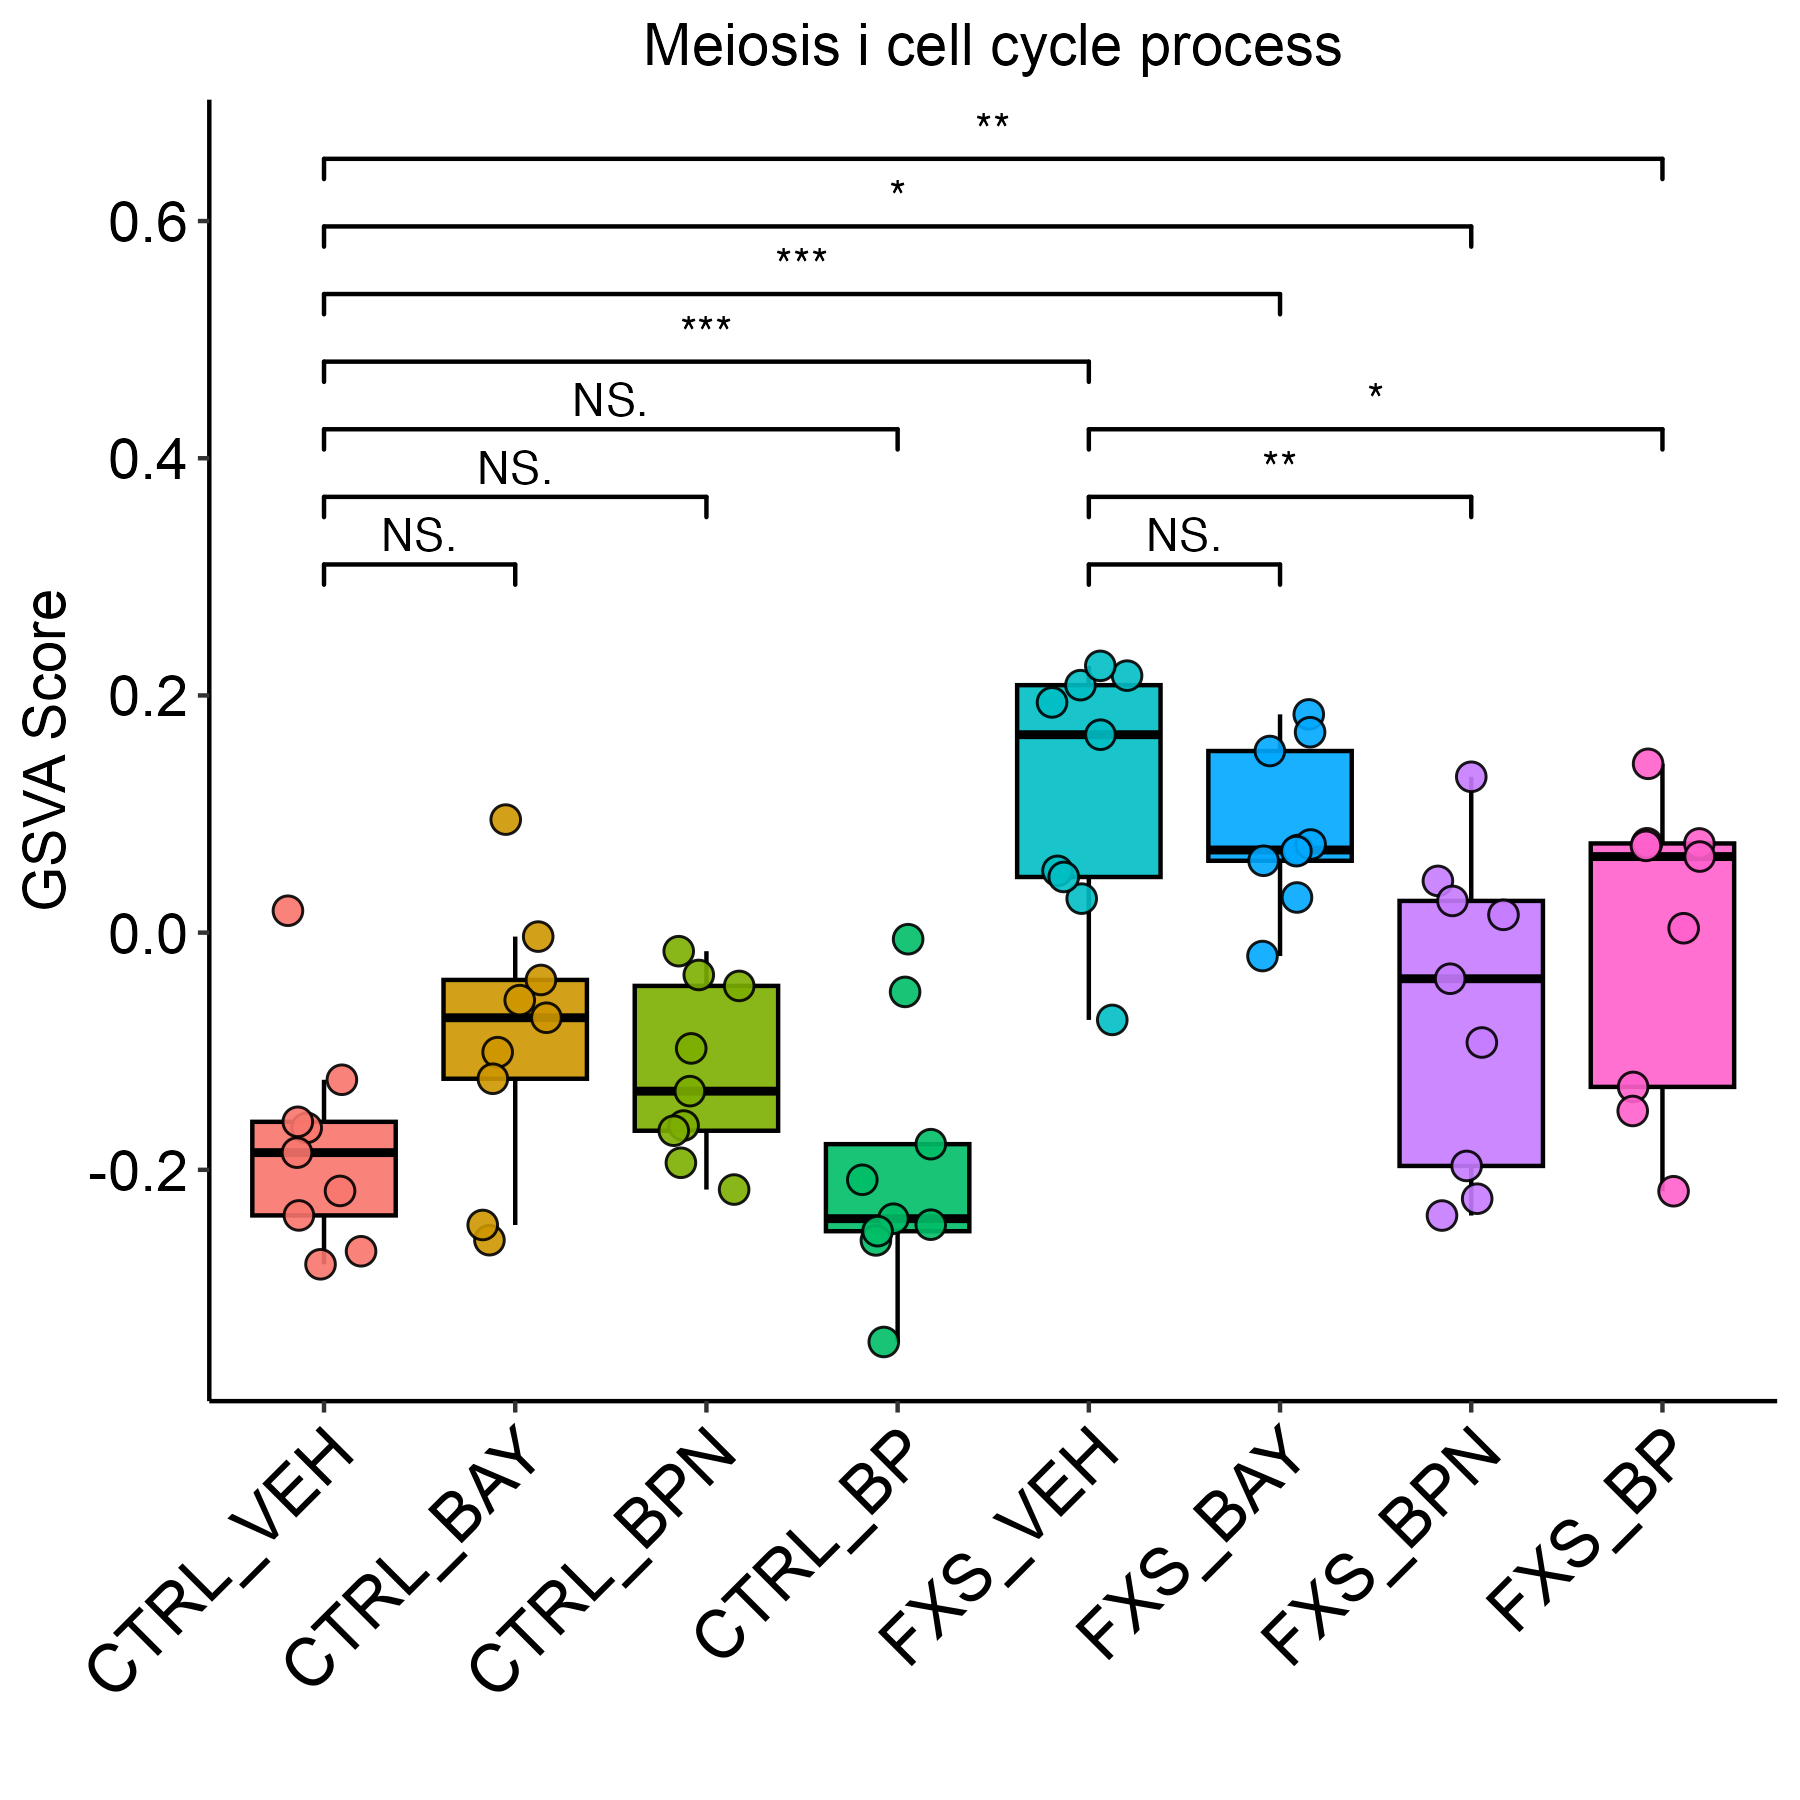 Meiosis i cell cycle process
**
*
***
***
NS.
*
NS.
**
NS.
NS.
GSVA Score
0.6
0.4
0.2
0.0
-0.2
CTRL_VEH
CTRL_BAY
CTRL_BPN
CTRL_BP
FXS_VEH
FXS_BAY
FXS_BPN
FXS_BP